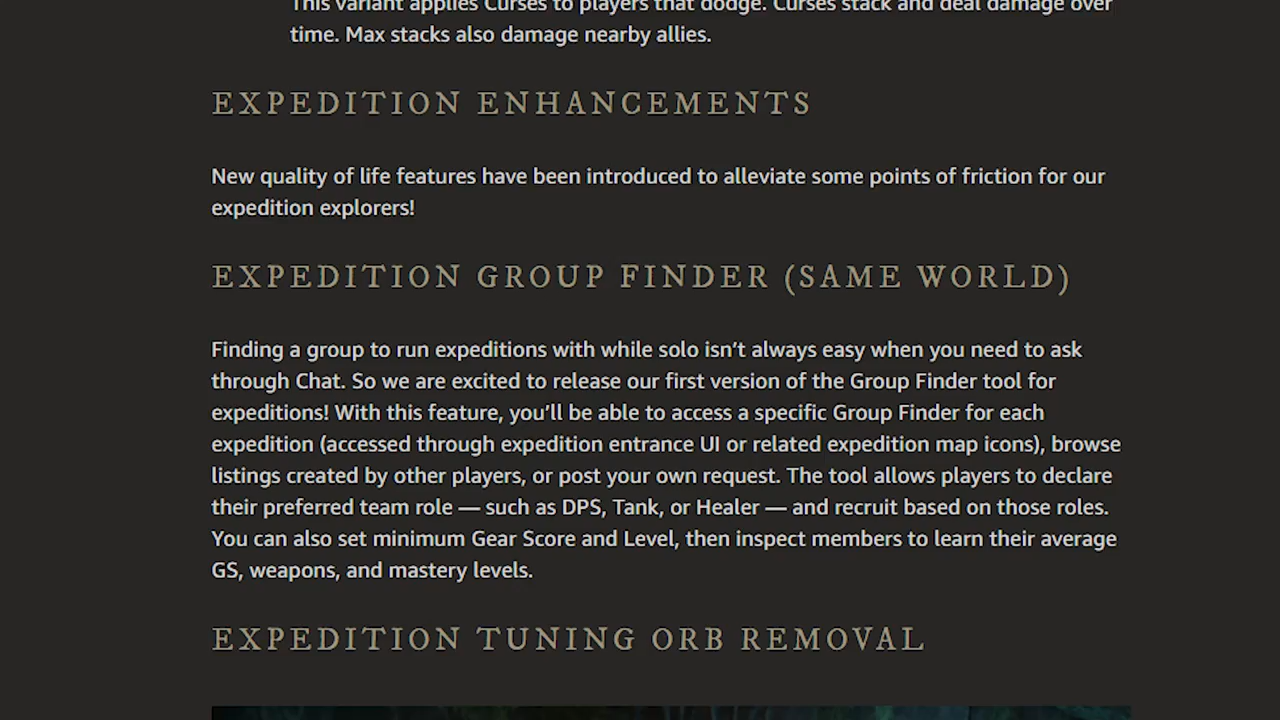 This variant applies Curses to players that dodge. Curses stack and deal damage over
time. Max stacks also damage nearby allies.
EXPEDITION ENHANCEMENTS
New quality of life features have been introduced to alleviate some points of friction for our
expedition explorers!
EXPEDITION GROUP FINDER (SAME WORLD)
Finding a group to run expeditions with while solo isn’t always easy when you need to ask
through Chat. So we are excited to release our first version of the Group Finder tool for
expeditions! With this feature, you’ll be able to access a specific Group Finder for each
expedition (accessed through expedition entrance UI or related expedition map icons), browse
listings created by other players, or post your own request. The tool allows players to declare
their preferred team role — such as DPS, Tank, or Healer — and recruit based on those roles.
You can also set minimum Gear Score and Level, then inspect members to learn their average
GS, weapons, and mastery levels.
EXPEDITION TUNING ORB REMOVAL